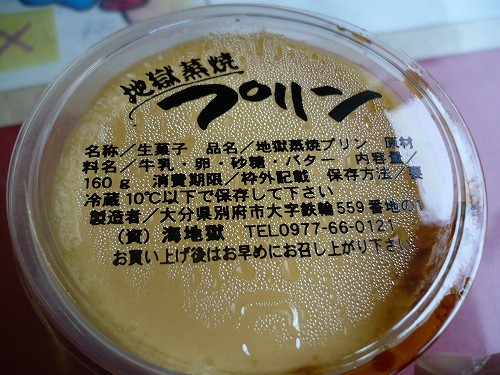 地獄蒸焼
プリン
名称／生菓子 品名／地獄蒸焼プリン 原材
料名／牛乳・卵・砂糖・バター 内容量／
160g 消費期限／枠外記載 保存方法／要
冷蔵10℃以下で保存して下さい
製造者／大分県別府市大字鉄輪559番地の1
（資）海地獄 TEL0977-66-0121
お買い上げ後はお早めにお召し上がり下さい